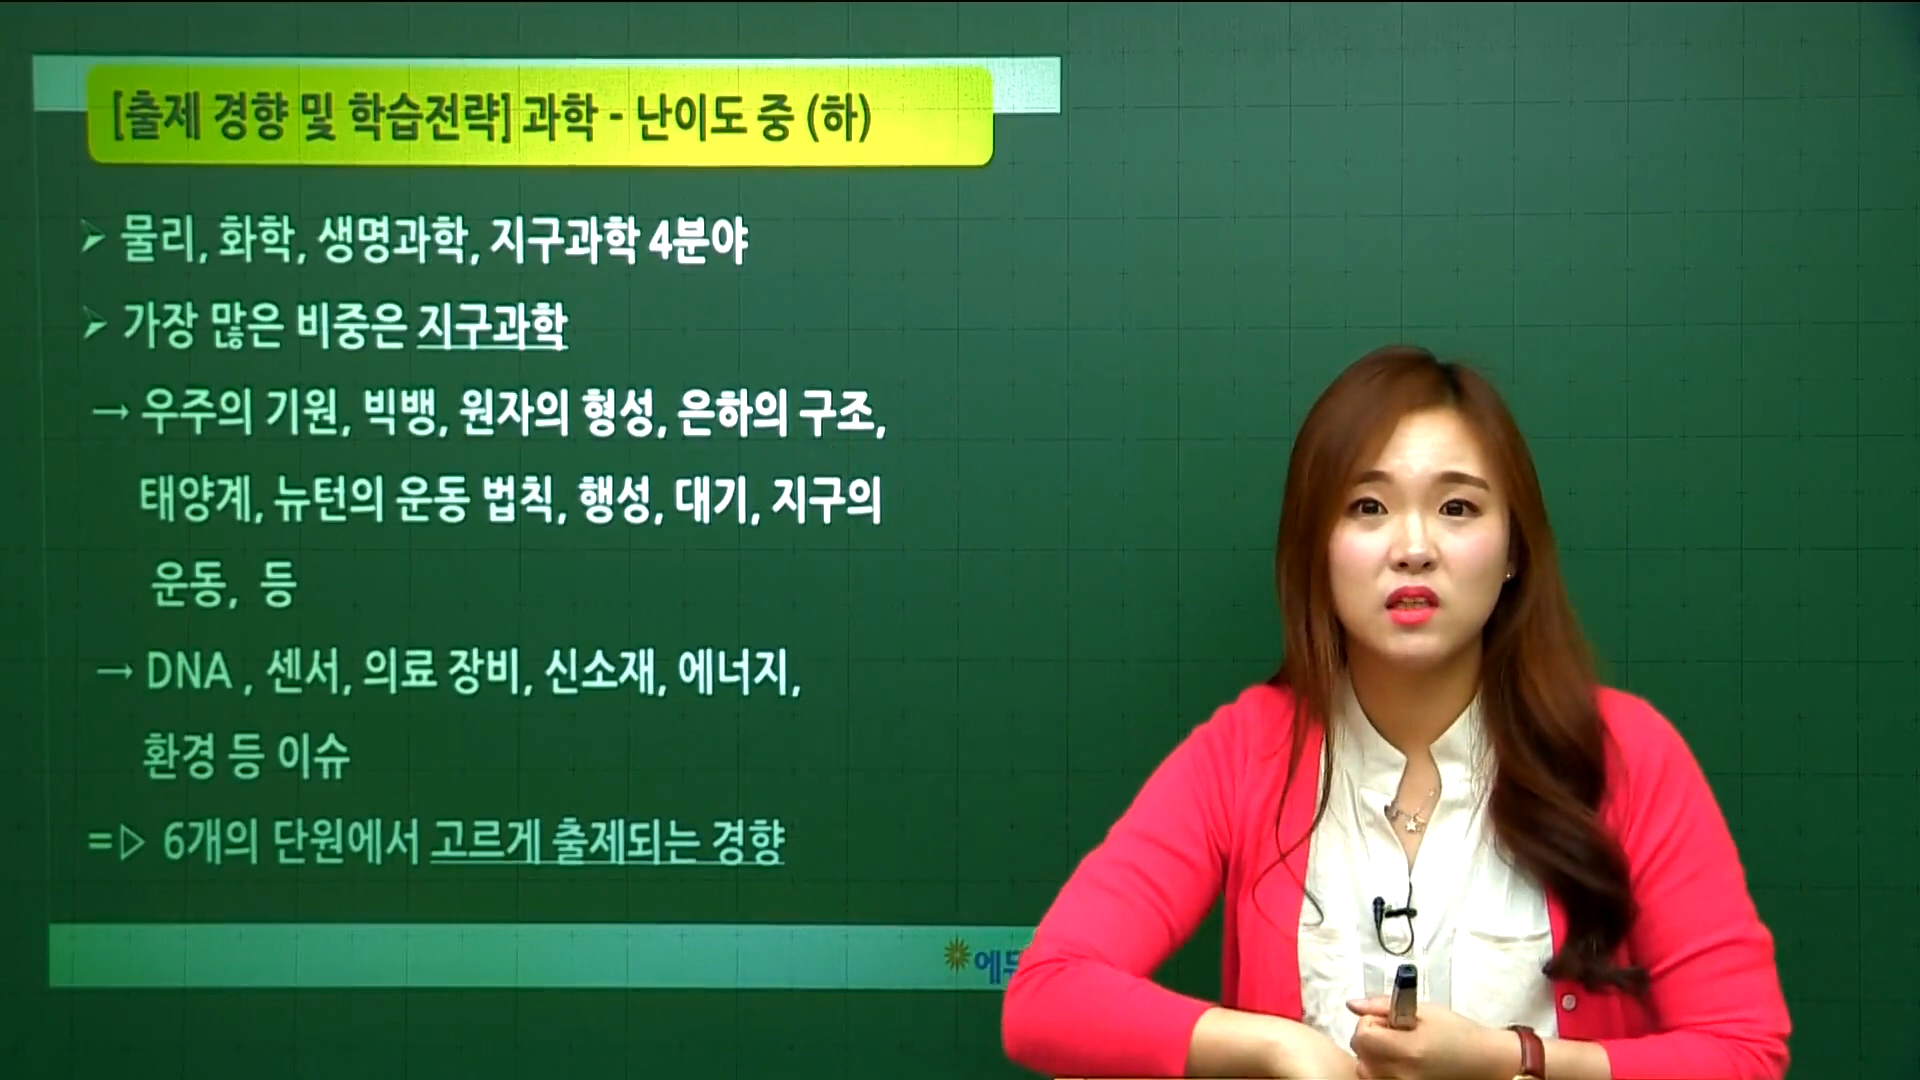 [출제 경향 및 학습전략] 과학 - 난이도 중 (하)
➢ 물리, 화학, 생명과학, 지구과학 4분야
➢ 가장 많은 비중은 지구과학
→ 우주의 기원, 빅뱅, 원자의 형성, 은하의 구조,
태양계, 뉴턴의 운동 법칙, 행성, 대기, 지구의
운동, 등
→ DNA , 센서, 의료 장비, 신소재, 에너지,
환경 등 이슈
=▷ 6개의 단원에서 고르게 출제되는 경향